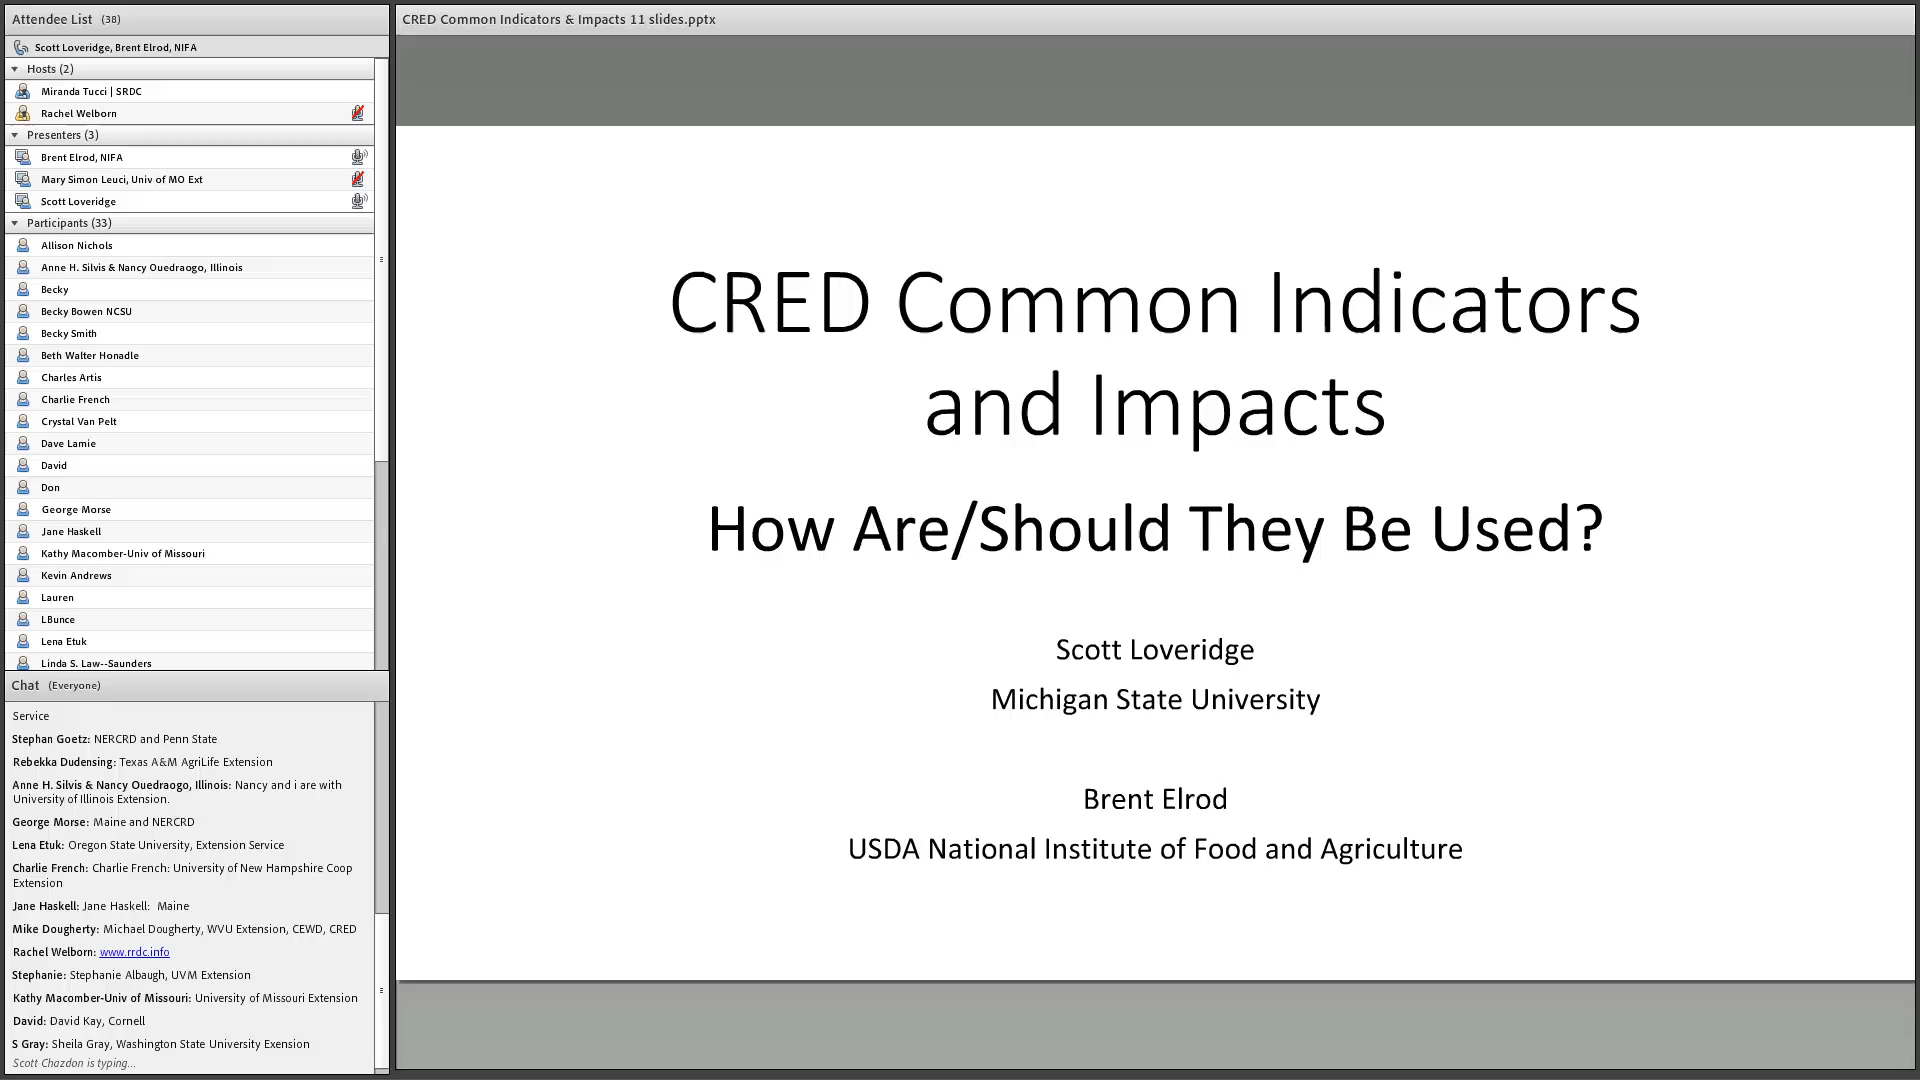 Attendee List (38)
Scott Loveridge, Brent Elrod, NIFA
Hosts (2)
Miranda Tucci | SRDC
Rachel Welborn
Presenters (3)
Brent Elrod, NIFA
Mary Simon Leuci, Univ of MO Ext
Scott Loveridge
Participants (33)
Allison Nichols
Anne H. Silvis & Nancy Ouedraogo, Illinois
Becky
Becky Bowen NCSU
Becky Smith
Beth Walter Honadle
Charles Artis
Charlie French
Crystal Van Pelt
Dave Lamie
David
Don
George Morse
Jane Haskell
Kathy Macomber-Univ of Missouri
Kevin Andrews
Lauren
LBunce
Lena Etuk
Linda S. Law--Saunders
Chat (Everyone)
Service
Stephan Goetz: NERCRD and Penn State
Rebekka Dudensing: Texas A&M AgriLife Extension
Anne H. Silvis & Nancy Ouedraogo, Illinois: Nancy and i are with
University of Illinois Extension.
George Morse: Maine and NERCRD
Lena Etuk: Oregon State University, Extension Service
Charlie French: Charlie French: University of New Hampshire Coop
Extension
Jane Haskell: Jane Haskell: Maine
Mike Dougherty: Michael Dougherty, WVU Extension, CEWD, CRED
Rachel Welborn: www.rrdc.info
Stephanie: Stephanie Albaugh, UVM Extension
Kathy Macomber-Univ of Missouri: University of Missouri Extension
David: David Kay, Cornell
S Gray: Sheila Gray, Washington State University Exension
Scott Chazdon is typing...
CRED Common Indicators & Impacts 11 slides.pptx
CRED Common Indicators
and Impacts
How Are/Should They Be Used?
Scott Loveridge
Michigan State University
Brent Elrod
USDA National Institute of Food and Agriculture